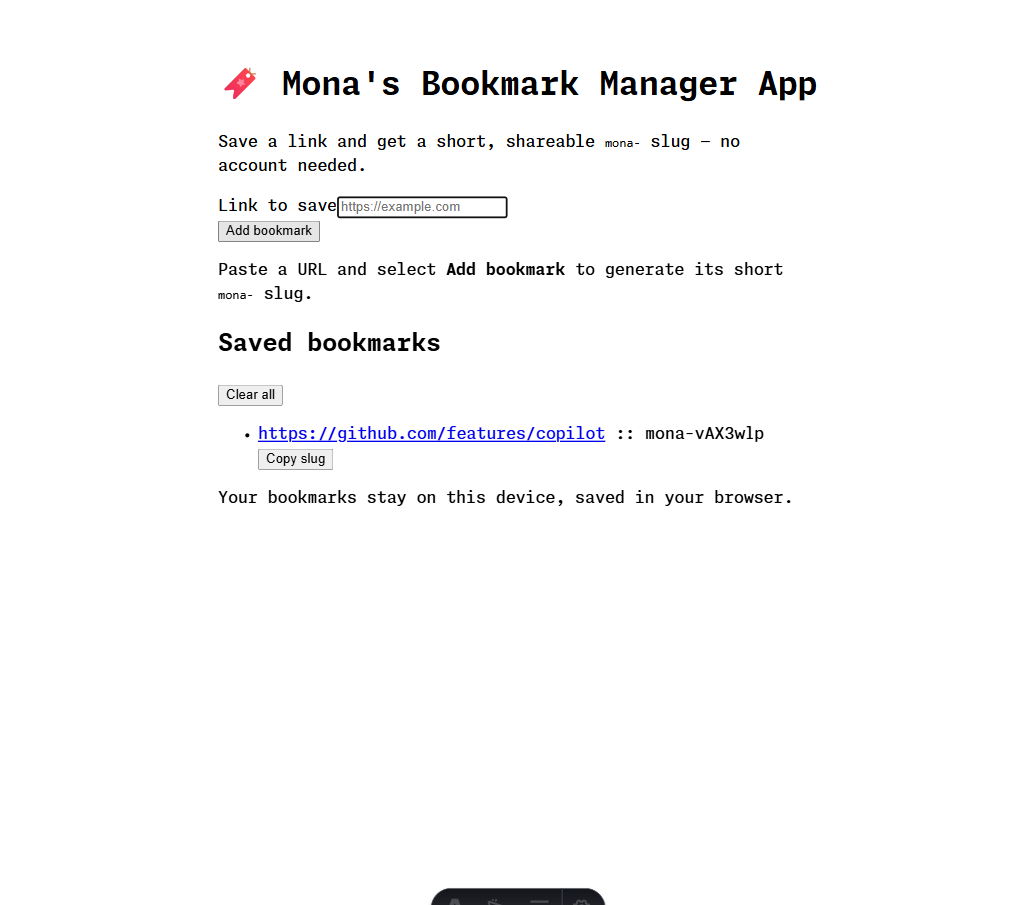 Mona's Bookmark Manager App
Save a link and get a short, shareable mona- slug — no
account needed.
Link to save https://example.com
Add bookmark
Paste a URL and select Add bookmark to generate its short
mona- slug.
Saved bookmarks
Clear all
• https://github.com/features/copilot :: mona-vAX3wlp
Copy slug
Your bookmarks stay on this device, saved in your browser.